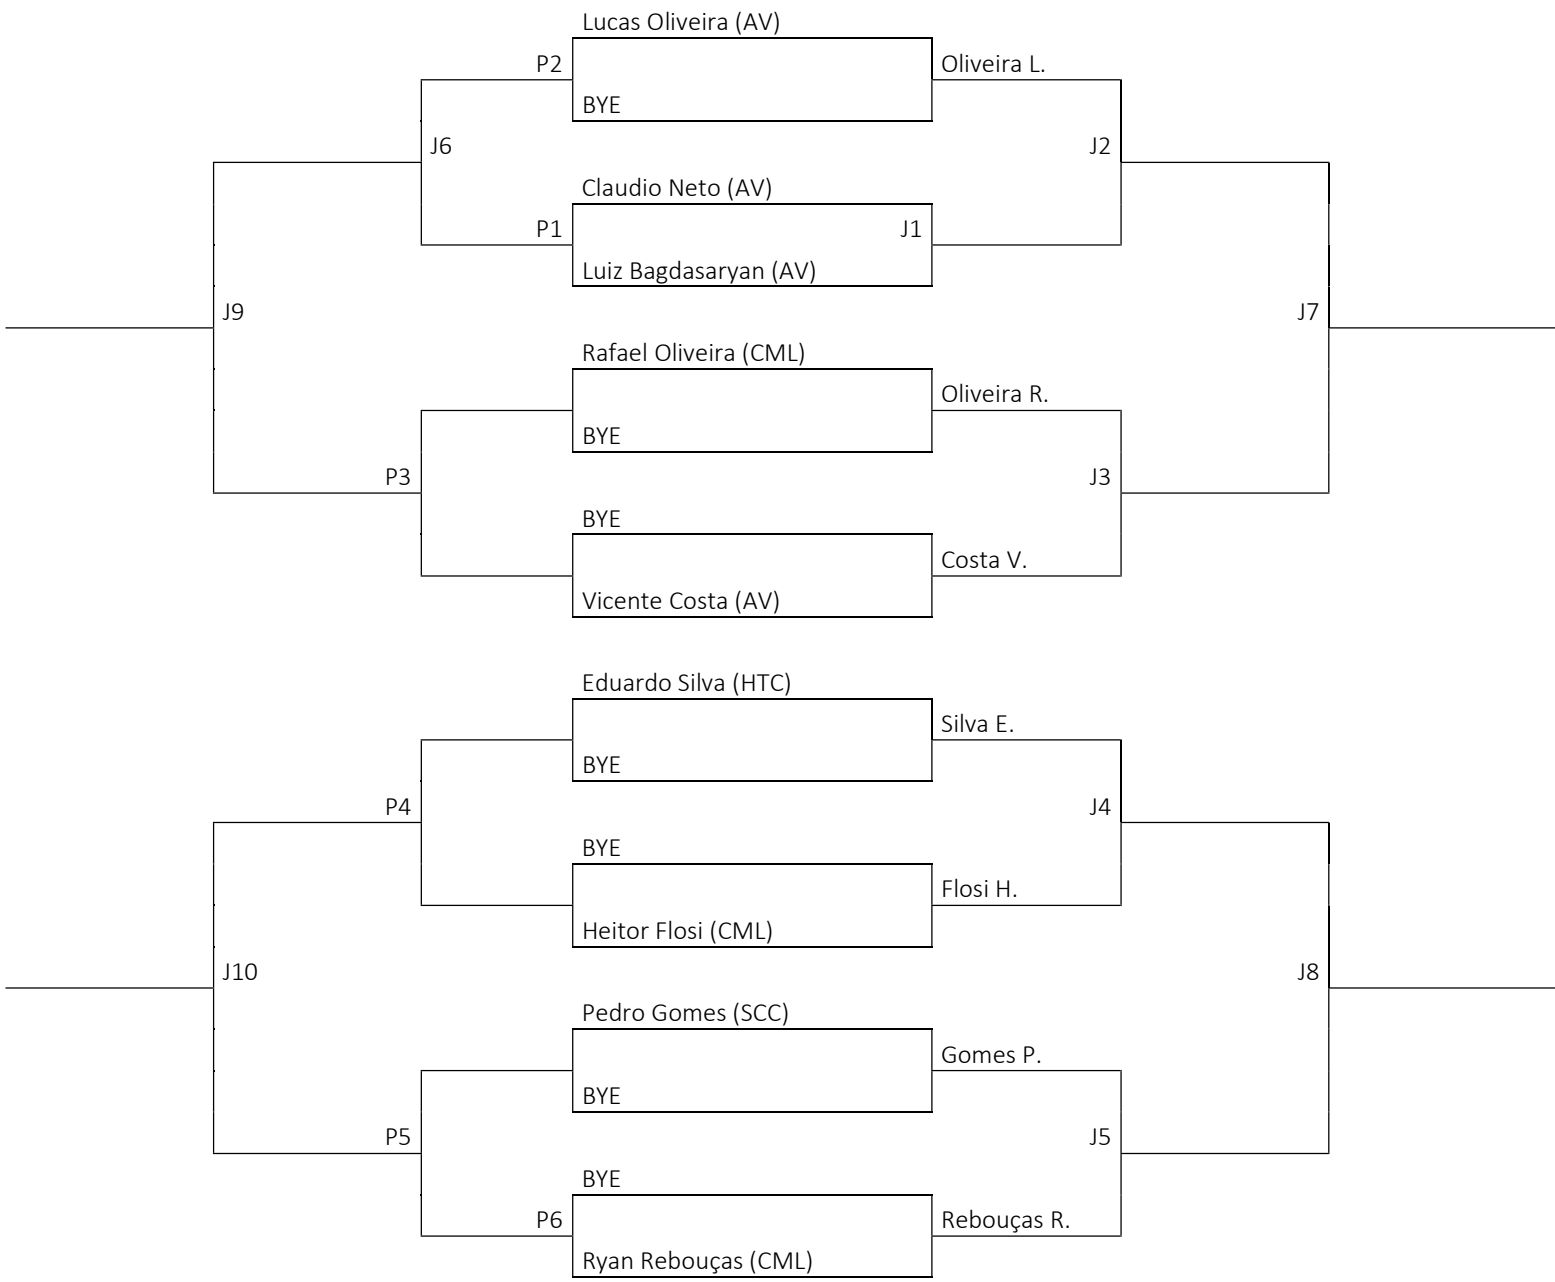 Lucas Oliveira (AV)
P2
Oliveira L.
BYE
J6
J2
Claudio Neto (AV)
P1
J1
Luiz Bagdasaryan (AV)
J9
J7
Rafael Oliveira (CML)
Oliveira R.
BYE
P3
J3
BYE
Costa V.
Vicente Costa (AV)
Eduardo Silva (HTC)
Silva E.
BYE
P4
J4
BYE
Flosi H.
Heitor Flosi (CML)
J10
J8
Pedro Gomes (SCC)
Gomes P.
BYE
P5
J5
BYE
P6
Rebouças R.
Ryan Rebouças (CML)